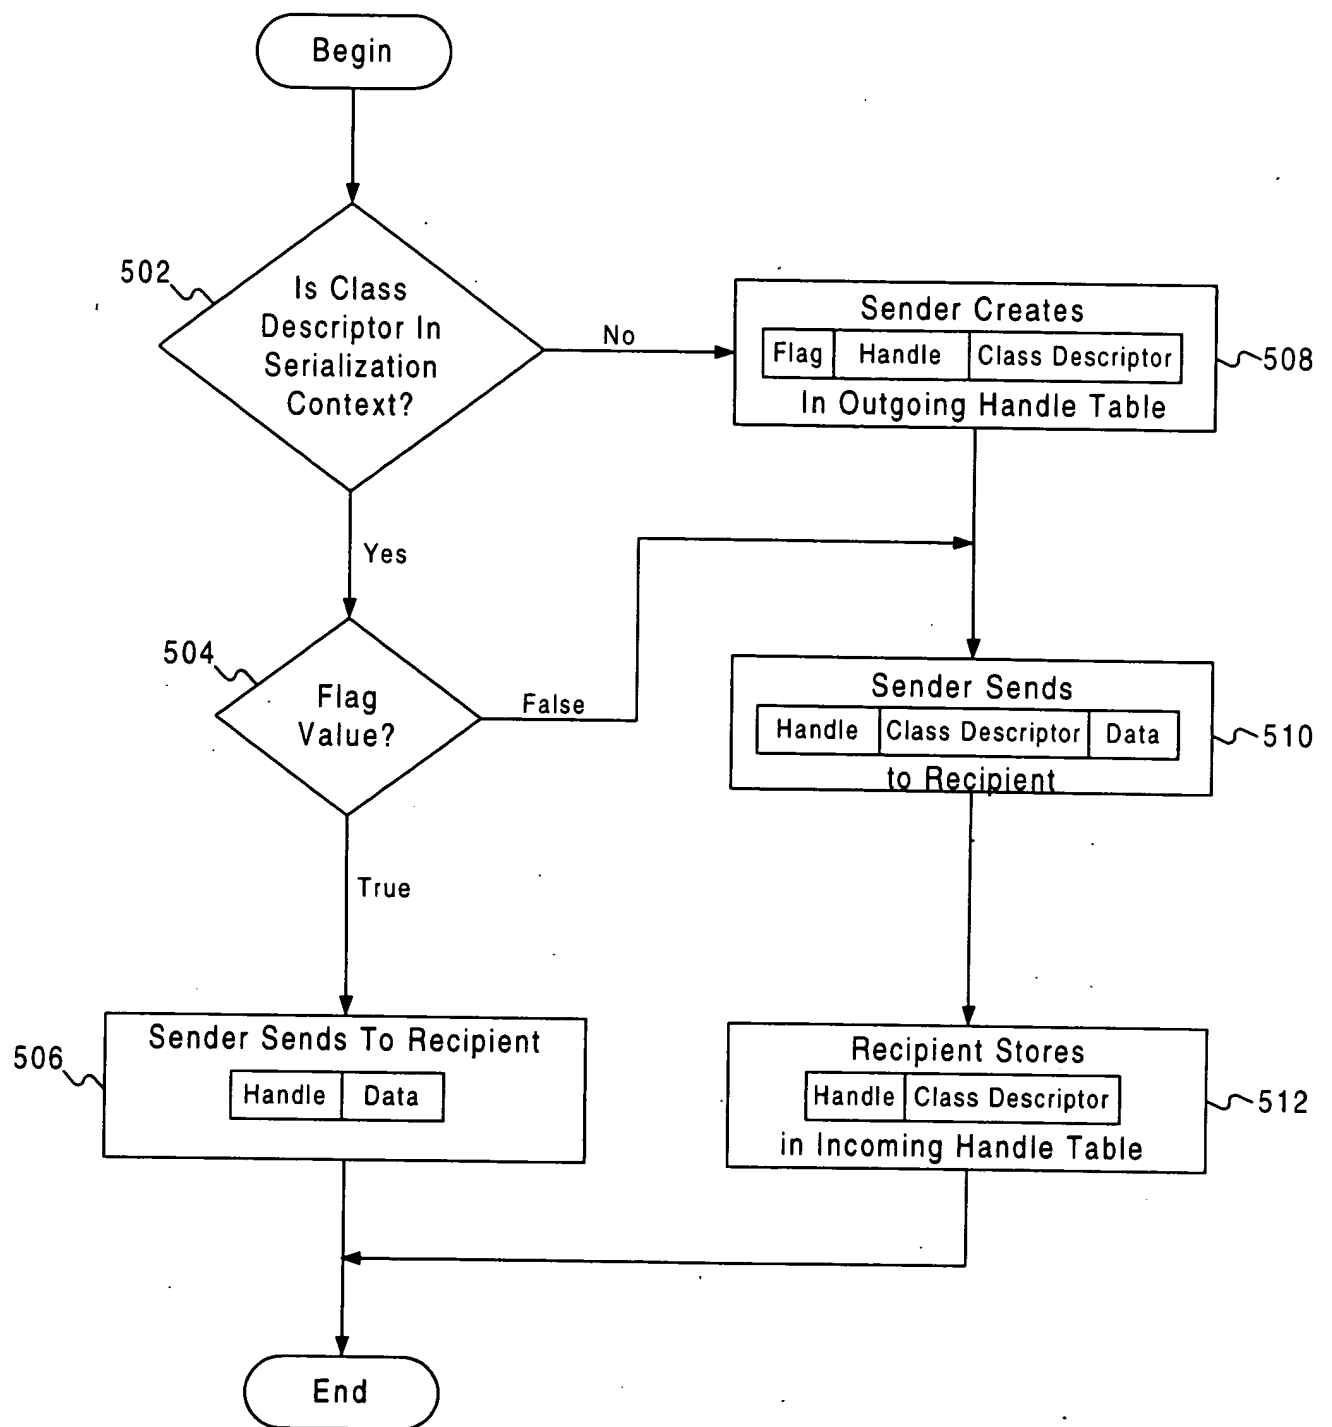 Begin
502
Is Class
Descriptor In
Serialization
Context?
No
Sender Creates
Flag Handle Class Descriptor
In Outgoing Handle Table
508
Yes
504
Flag
Value?
False
Sender Sends
Handle Class Descriptor Data
to Recipient
510
True
506
Sender Sends To Recipient
Handle Data
Recipient Stores
Handle Class Descriptor
in Incoming Handle Table
512
End